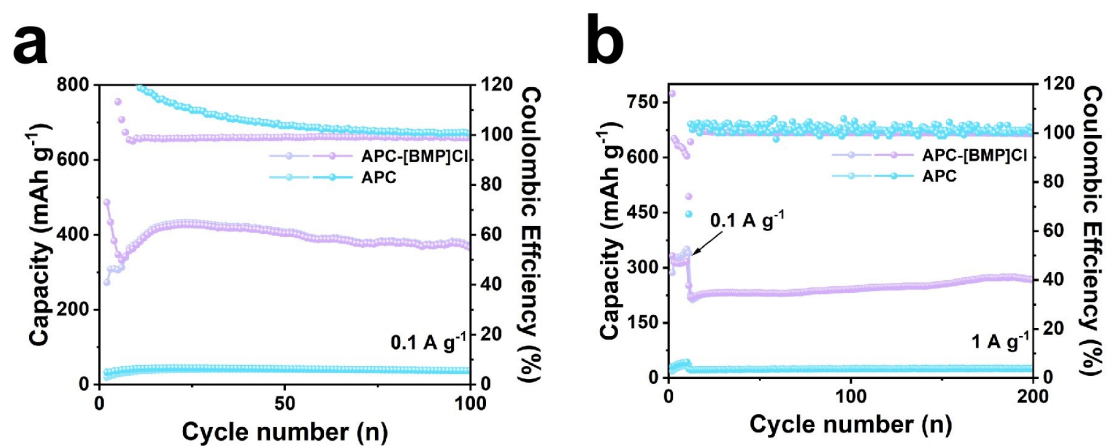 a
b
800
600
400
200
0
120
100
80
60
40
20
0
APC-[BMP]Cl
APC
0.1 A g⁻¹
0
50
100
Capacity (mAh g⁻¹)
Coulombic Effciency (%)
Cycle number (n)
750
600
450
300
150
0
120
100
80
60
40
20
0
APC-[BMP]Cl
APC
0.1 A g⁻¹
1 A g⁻¹
0
100
200
Capacity (mAh g⁻¹)
Coulombic Effciency (%)
Cycle number (n)